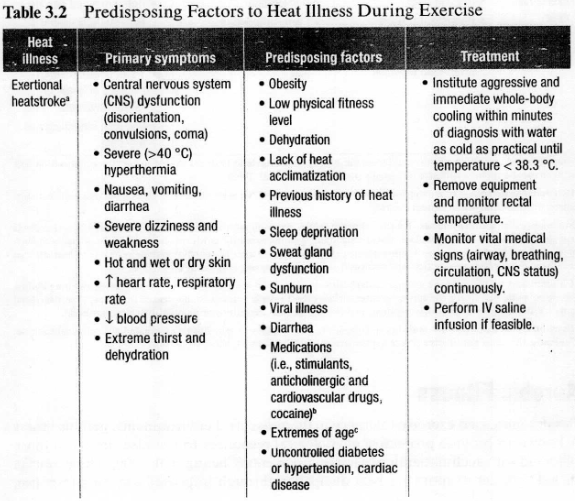 Table 3.2 Predisposing Factors to Heat Illness During Exercise
Heat
illness
Primary symptoms
Predisposing factors
Treatment
Exertional
heatstrokeª
• Central nervous system
(CNS) dysfunction
(disorientation,
convulsions, coma)
• Severe (>40 °C)
hyperthermia
• Nausea, vomiting,
diarrhea
• Severe dizziness and
weakness
• Hot and wet or dry skin
• ↑ heart rate, respiratory
rate
• ↓ blood pressure
• Extreme thirst and
dehydration
• Obesity
• Low physical fitness
level
• Dehydration
• Lack of heat
acclimatization
• Previous history of heat
illness
• Sleep deprivation
• Sweat gland
dysfunction
• Sunburn
• Viral illness
• Diarrhea
• Medications
(i.e., stimulants,
anticholinergic and
cardiovascular drugs,
cocaine)ᵇ
• Extremes of ageᶜ
• Uncontrolled diabetes
or hypertension, cardiac
disease
• Institute aggressive and
immediate whole-body
cooling within minutes
of diagnosis with water
as cold as practical until
temperature < 38.3 °C.
• Remove equipment
and monitor rectal
temperature.
• Monitor vital medical
signs (airway, breathing,
circulation, CNS status)
continuously.
• Perform IV saline
infusion if feasible.